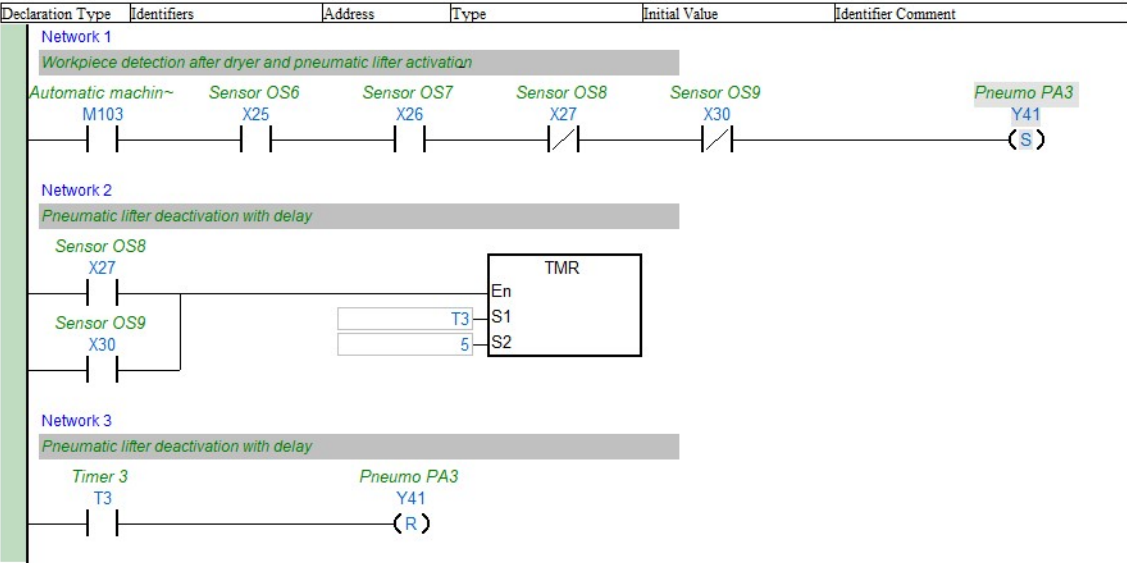 Declaration Type Identifiers Address Type Initial Value Identifier Comment
Network 1
Workpiece detection after dryer and pneumatic lifter activation
Automatic machin~ Sensor OS6 Sensor OS7 Sensor OS8 Sensor OS9 Pneumo PA3
M103 X25 X26 X27 X30 Y41
S
Network 2
Pneumatic lifter deactivation with delay
Sensor OS8
X27 TMR
En
Sensor OS9 T3 S1
X30 5 S2
Network 3
Pneumatic lifter deactivation with delay
Timer 3 Pneumo PA3
T3 Y41
R